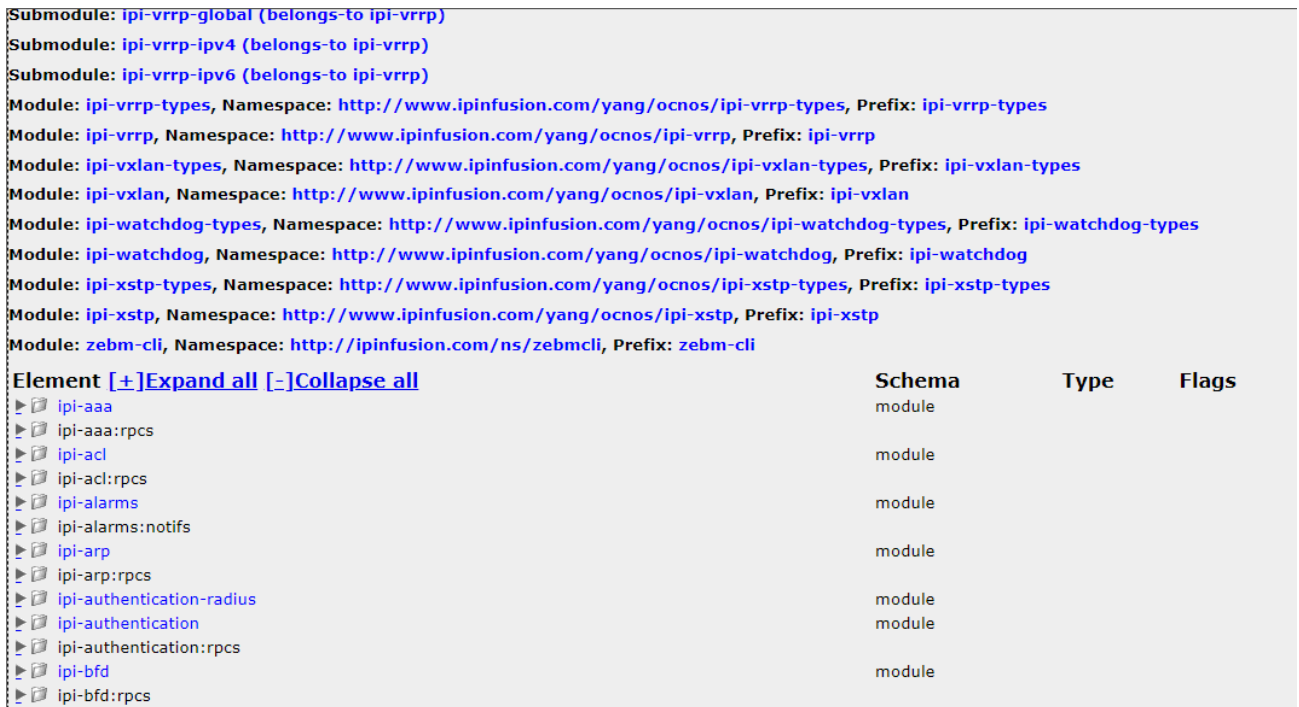 Submodule: ipi-vrrp-global (belongs-to ipi-vrrp)
Submodule: ipi-vrrp-ipv4 (belongs-to ipi-vrrp)
Submodule: ipi-vrrp-ipv6 (belongs-to ipi-vrrp)
Module: ipi-vrrp-types, Namespace: http://www.ipinfusion.com/yang/ocnos/ipi-vrrp-types, Prefix: ipi-vrrp-types
Module: ipi-vrrp, Namespace: http://www.ipinfusion.com/yang/ocnos/ipi-vrrp, Prefix: ipi-vrrp
Module: ipi-vxlan-types, Namespace: http://www.ipinfusion.com/yang/ocnos/ipi-vxlan-types, Prefix: ipi-vxlan-types
Module: ipi-vxlan, Namespace: http://www.ipinfusion.com/yang/ocnos/ipi-vxlan, Prefix: ipi-vxlan
Module: ipi-watchdog-types, Namespace: http://www.ipinfusion.com/yang/ocnos/ipi-watchdog-types, Prefix: ipi-watchdog-types
Module: ipi-watchdog, Namespace: http://www.ipinfusion.com/yang/ocnos/ipi-watchdog, Prefix: ipi-watchdog
Module: ipi-xstp-types, Namespace: http://www.ipinfusion.com/yang/ocnos/ipi-xstp-types, Prefix: ipi-xstp-types
Module: ipi-xstp, Namespace: http://www.ipinfusion.com/yang/ocnos/ipi-xstp, Prefix: ipi-xstp
Module: zebm-cli, Namespace: http://ipinfusion.com/ns/zebmcli, Prefix: zebm-cli
Element [+]Expand all [-]Collapse all Schema Type Flags
ipi-aaa module
ipi-aaa:rpcs
ipi-acl module
ipi-acl:rpcs
ipi-alarms module
ipi-alarms:notifs
ipi-arp module
ipi-arp:rpcs
ipi-authentication-radius module
ipi-authentication module
ipi-authentication:rpcs
ipi-bfd module
ipi-bfd:rpcs